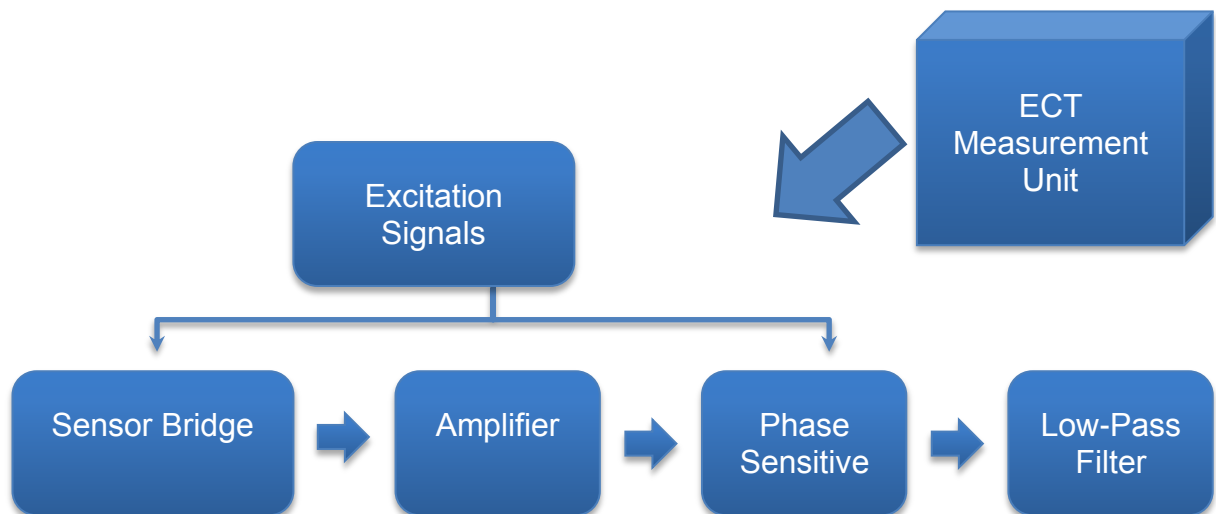 ECT
Measurement
Unit
Excitation
Signals
Sensor Bridge
Amplifier
Phase
Sensitive
Low-Pass
Filter